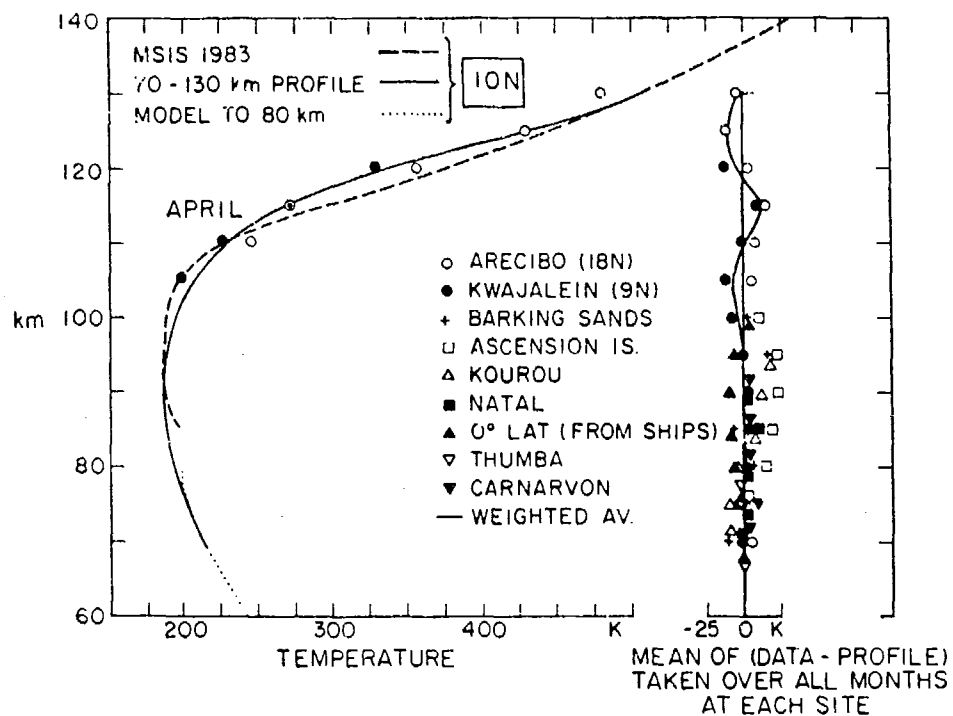 140
120
100
80
60
km
MSIS 1983
70 - 130 km PROFILE
MODEL TO 80 km
10N
APRIL
○ ARECIBO (18N)
● KWAJALEIN (9N)
+ BARKING SANDS
□ ASCENSION IS.
△ KOUROU
■ NATAL
▲ 0° LAT (FROM SHIPS)
▽ THUMBA
▼ CARNARVON
— WEIGHTED AV.
200 300 400 K
TEMPERATURE
-25 0 K
MEAN OF (DATA - PROFILE)
TAKEN OVER ALL MONTHS
AT EACH SITE